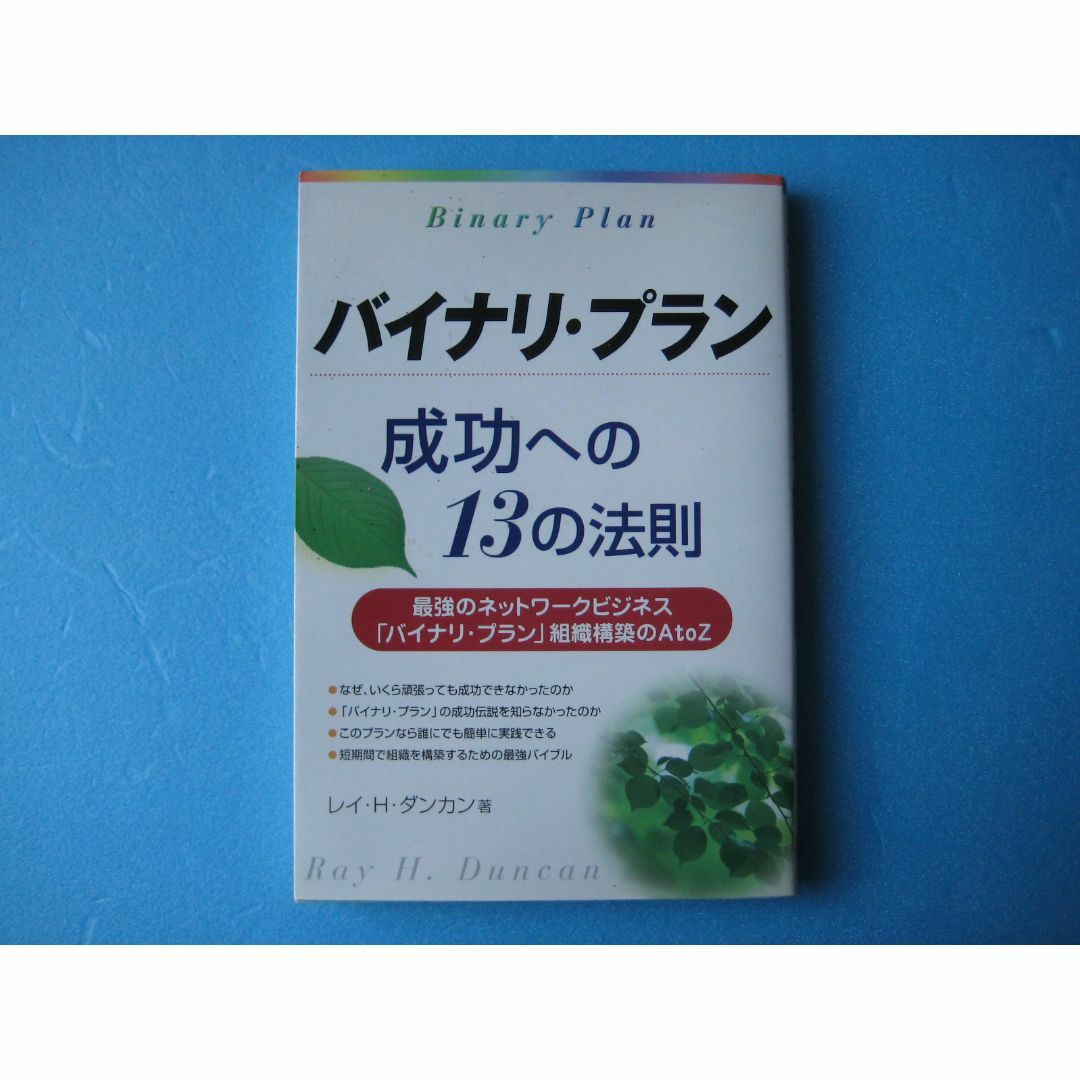 Binary Plan
バイナリ・プラン
成功への
13の法則
最強のネットワークビジネス
「バイナリ・プラン」組織構築のAtoZ
●なぜ、いくら頑張っても成功できなかったのか
●「バイナリ・プラン」の成功伝説を知らなかったのか
●このプランなら誰にでも簡単に実践できる
●短期間で組織を構築するための最強バイブル
レイ・H・ダンカン 著
Ray H. Duncan